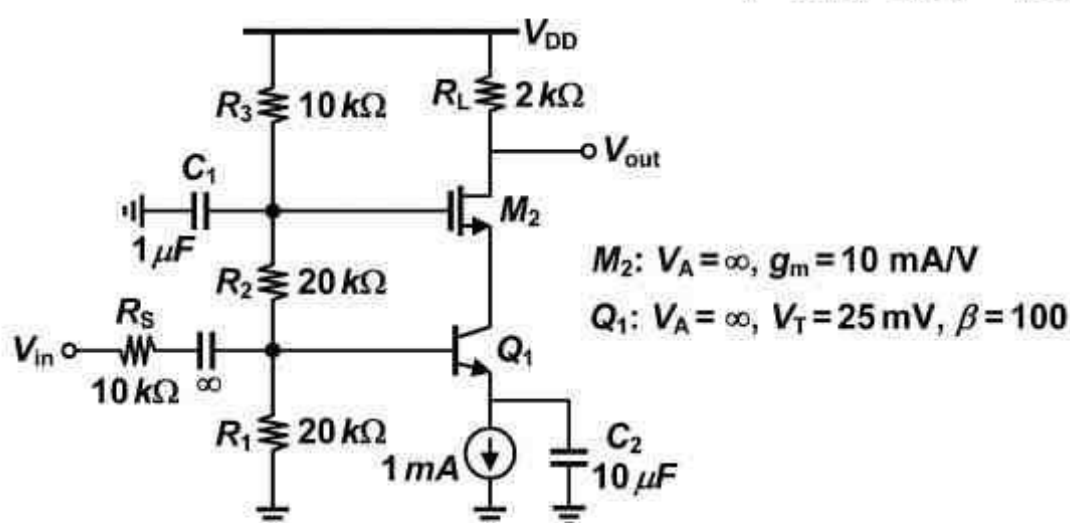 V_DD
R_3 10 kΩ
R_L 2 kΩ
V_out
C_1
1 μF
M_2
R_2 20 kΩ
M_2: V_A = ∞, g_m = 10 mA/V
Q_1: V_A = ∞, V_T = 25 mV, β = 100
R_S
V_in
10 kΩ ∞
Q_1
R_1 20 kΩ
1 mA
C_2
10 μF